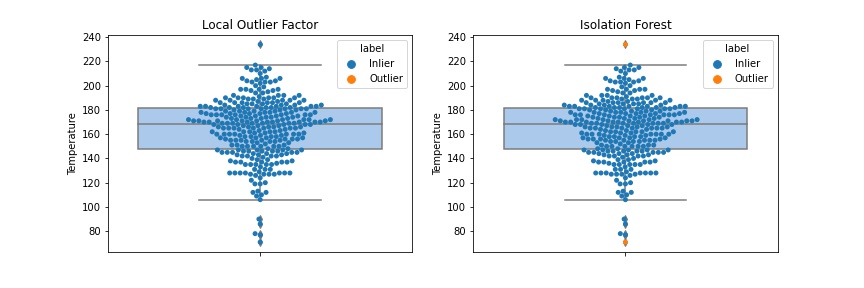 Local Outlier Factor
240
220
200
180
160
140
120
100
80
Temperature
label
Inlier
Outlier
Isolation Forest
240
220
200
180
160
140
120
100
80
Temperature
label
Inlier
Outlier